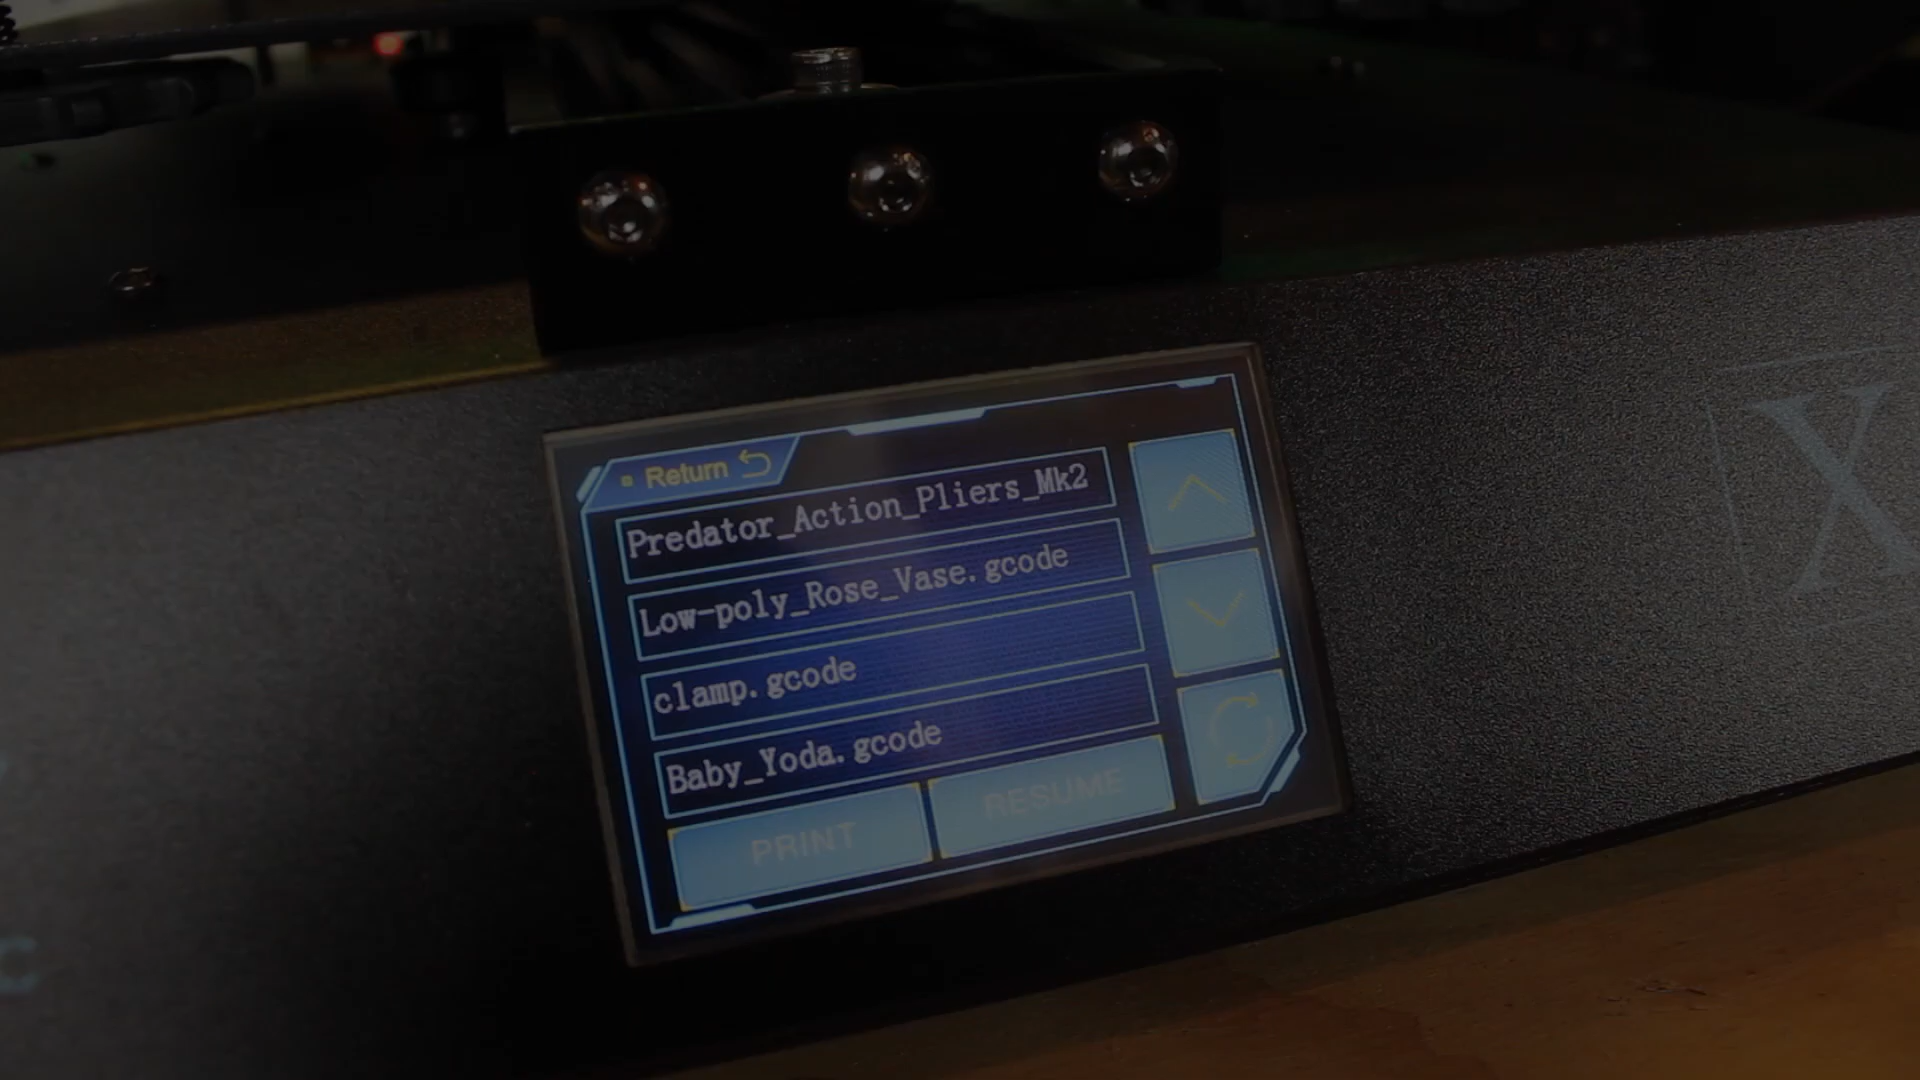 Return
Predator_Action_Pliers_Mk2
Low-poly_Rose_Vase.gcode
clamp.gcode
Baby_Yoda.gcode
PRINT
RESUME
X